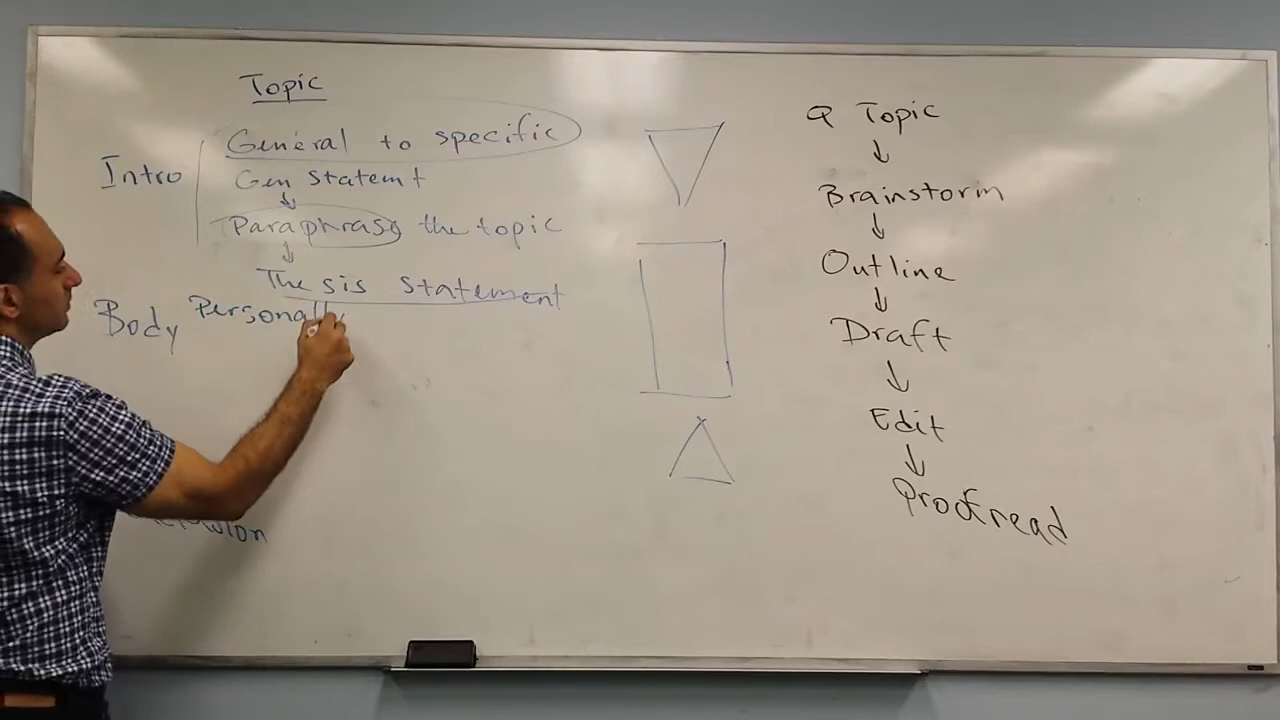 Topic
General to specific
Intro
Gen statemt
Paraphrase the topic
Thesis statement
Body
Personally
Q Topic
Brainstorm
Outline
Draft
Edit
Proofread